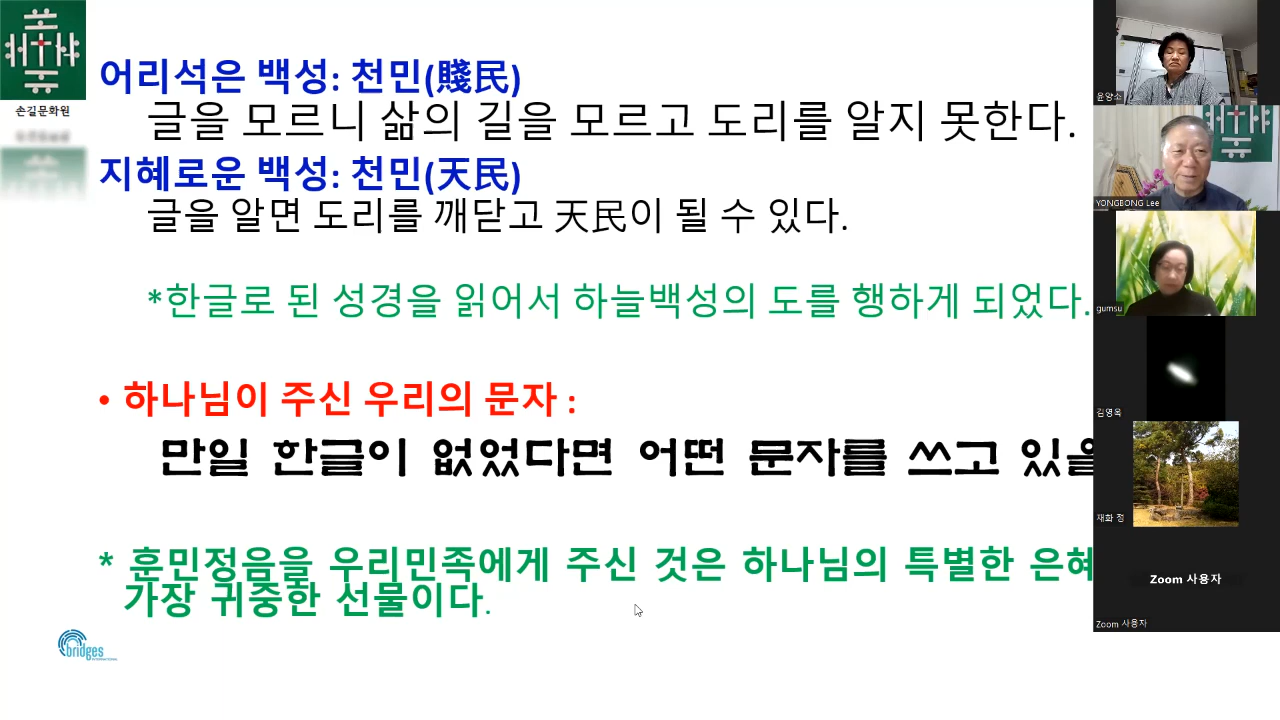 손길문화원
어리석은 백성: 천민(賤民)
글을 모르니 삶의 길을 모르고 도리를 알지 못한다.
지혜로운 백성: 천민(天民)
글을 알면 도리를 깨닫고 天民이 될 수 있다.
*한글로 된 성경을 읽어서 하늘백성의 도를 행하게 되었다.
• 하나님이 주신 우리의 문자 :
만일 한글이 없었다면 어떤 문자를 쓰고 있을
* 훈민정음을 우리민족에게 주신 것은 하나님의 특별한 은혜
가장 귀중한 선물이다.
bridges
INTERNATIONAL
윤양소
YONGBONG Lee
gumsu
김영옥
재화 정
Zoom 사용자
Zoom 사용자